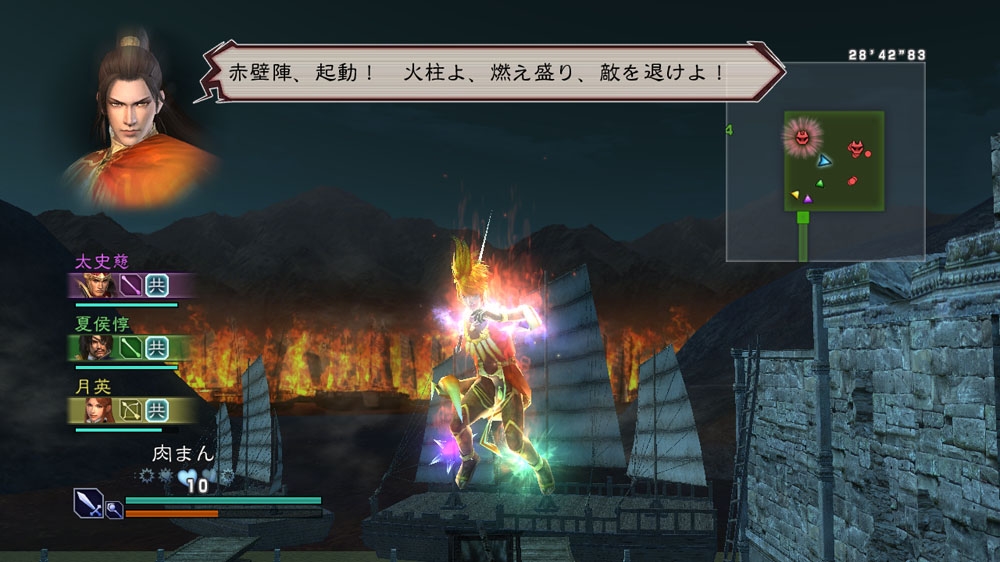 赤壁陣、起動！　火柱よ、燃え盛り、敵を退けよ！
28'42"83
4
太史慈
共
夏侯惇
共
月英
共
肉まん
10